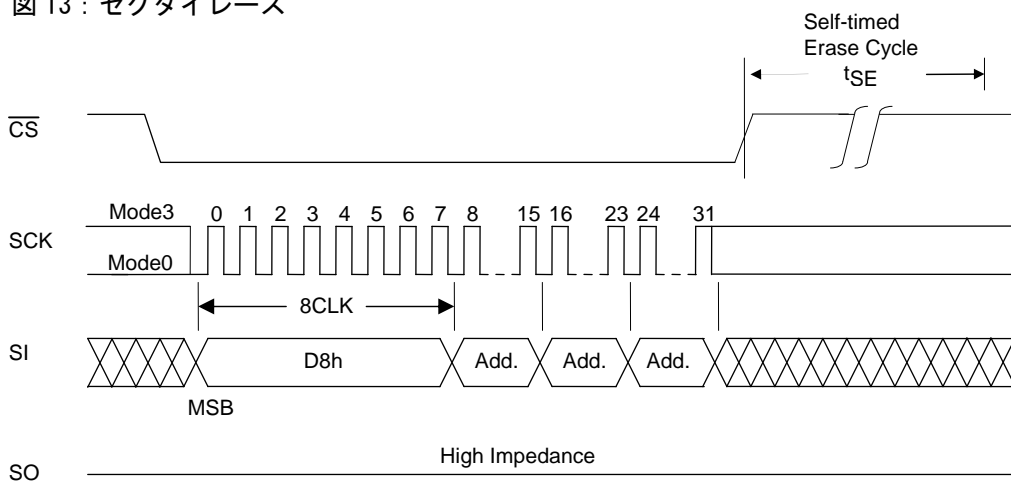 図 13：セクタイレーズ
Self-timed
Erase Cycle
tSE
CS
Mode3
0 1 2 3 4 5 6 7 8 15 16 23 24 31
SCK
Mode0
8CLK
SI
D8h
Add.
Add.
Add.
MSB
High Impedance
SO